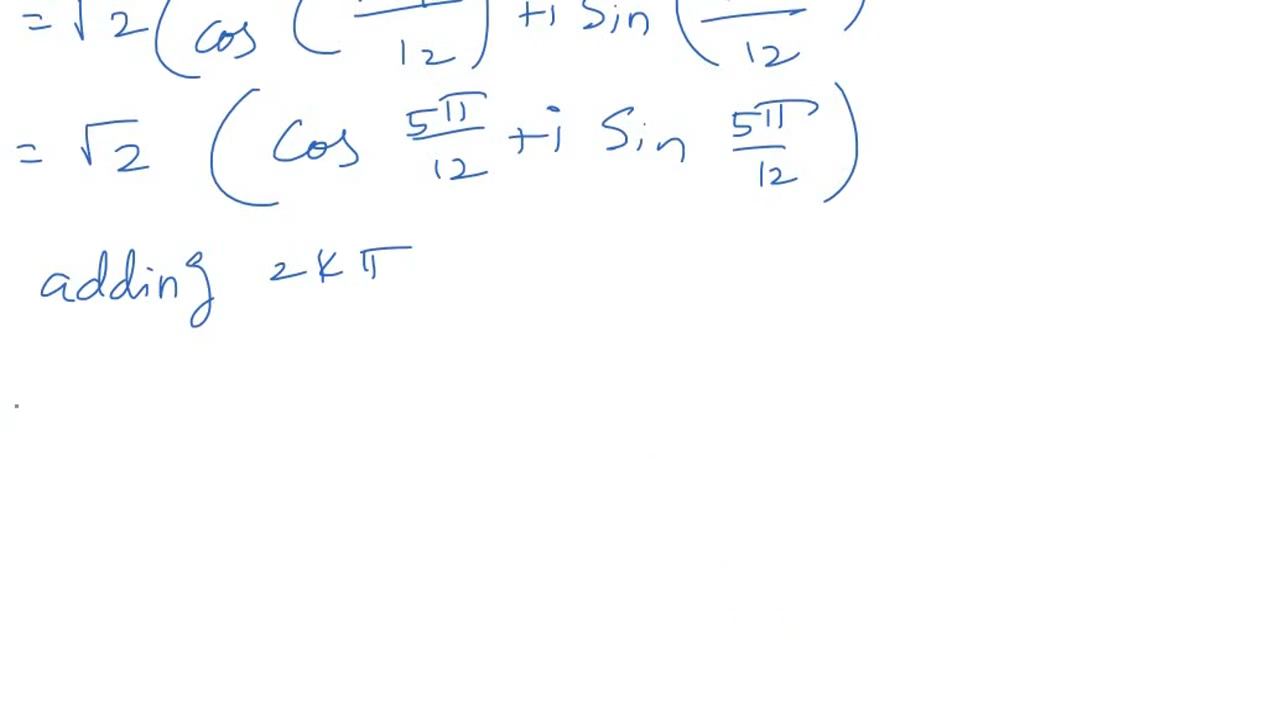 = √2 ( cos ( /12 ) + i sin ( /12 )
= √2 ( Cos 5π/12 + i Sin 5π/12 )
adding 2kπ